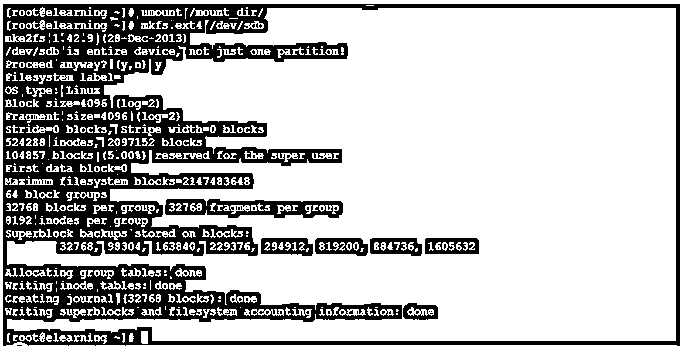 [root@elearning ~]# umount /mount_dir/
[root@elearning ~]# mkfs.ext4 /dev/sdb
mke2fs 1.42.9 (28-Dec-2013)
/dev/sdb is entire device, not just one partition!
Proceed anyway? (y,n) y
Filesystem label=
OS type: Linux
Block size=4096 (log=2)
Fragment size=4096 (log=2)
Stride=0 blocks, Stripe width=0 blocks
524288 inodes, 2097152 blocks
104857 blocks (5.00%) reserved for the super user
First data block=0
Maximum filesystem blocks=2147483648
64 block groups
32768 blocks per group, 32768 fragments per group
8192 inodes per group
Superblock backups stored on blocks:
32768, 98304, 163840, 229376, 294912, 819200, 884736, 1605632
Allocating group tables: done
Writing inode tables: done
Creating journal (32768 blocks): done
Writing superblocks and filesystem accounting information: done
[root@elearning ~]#